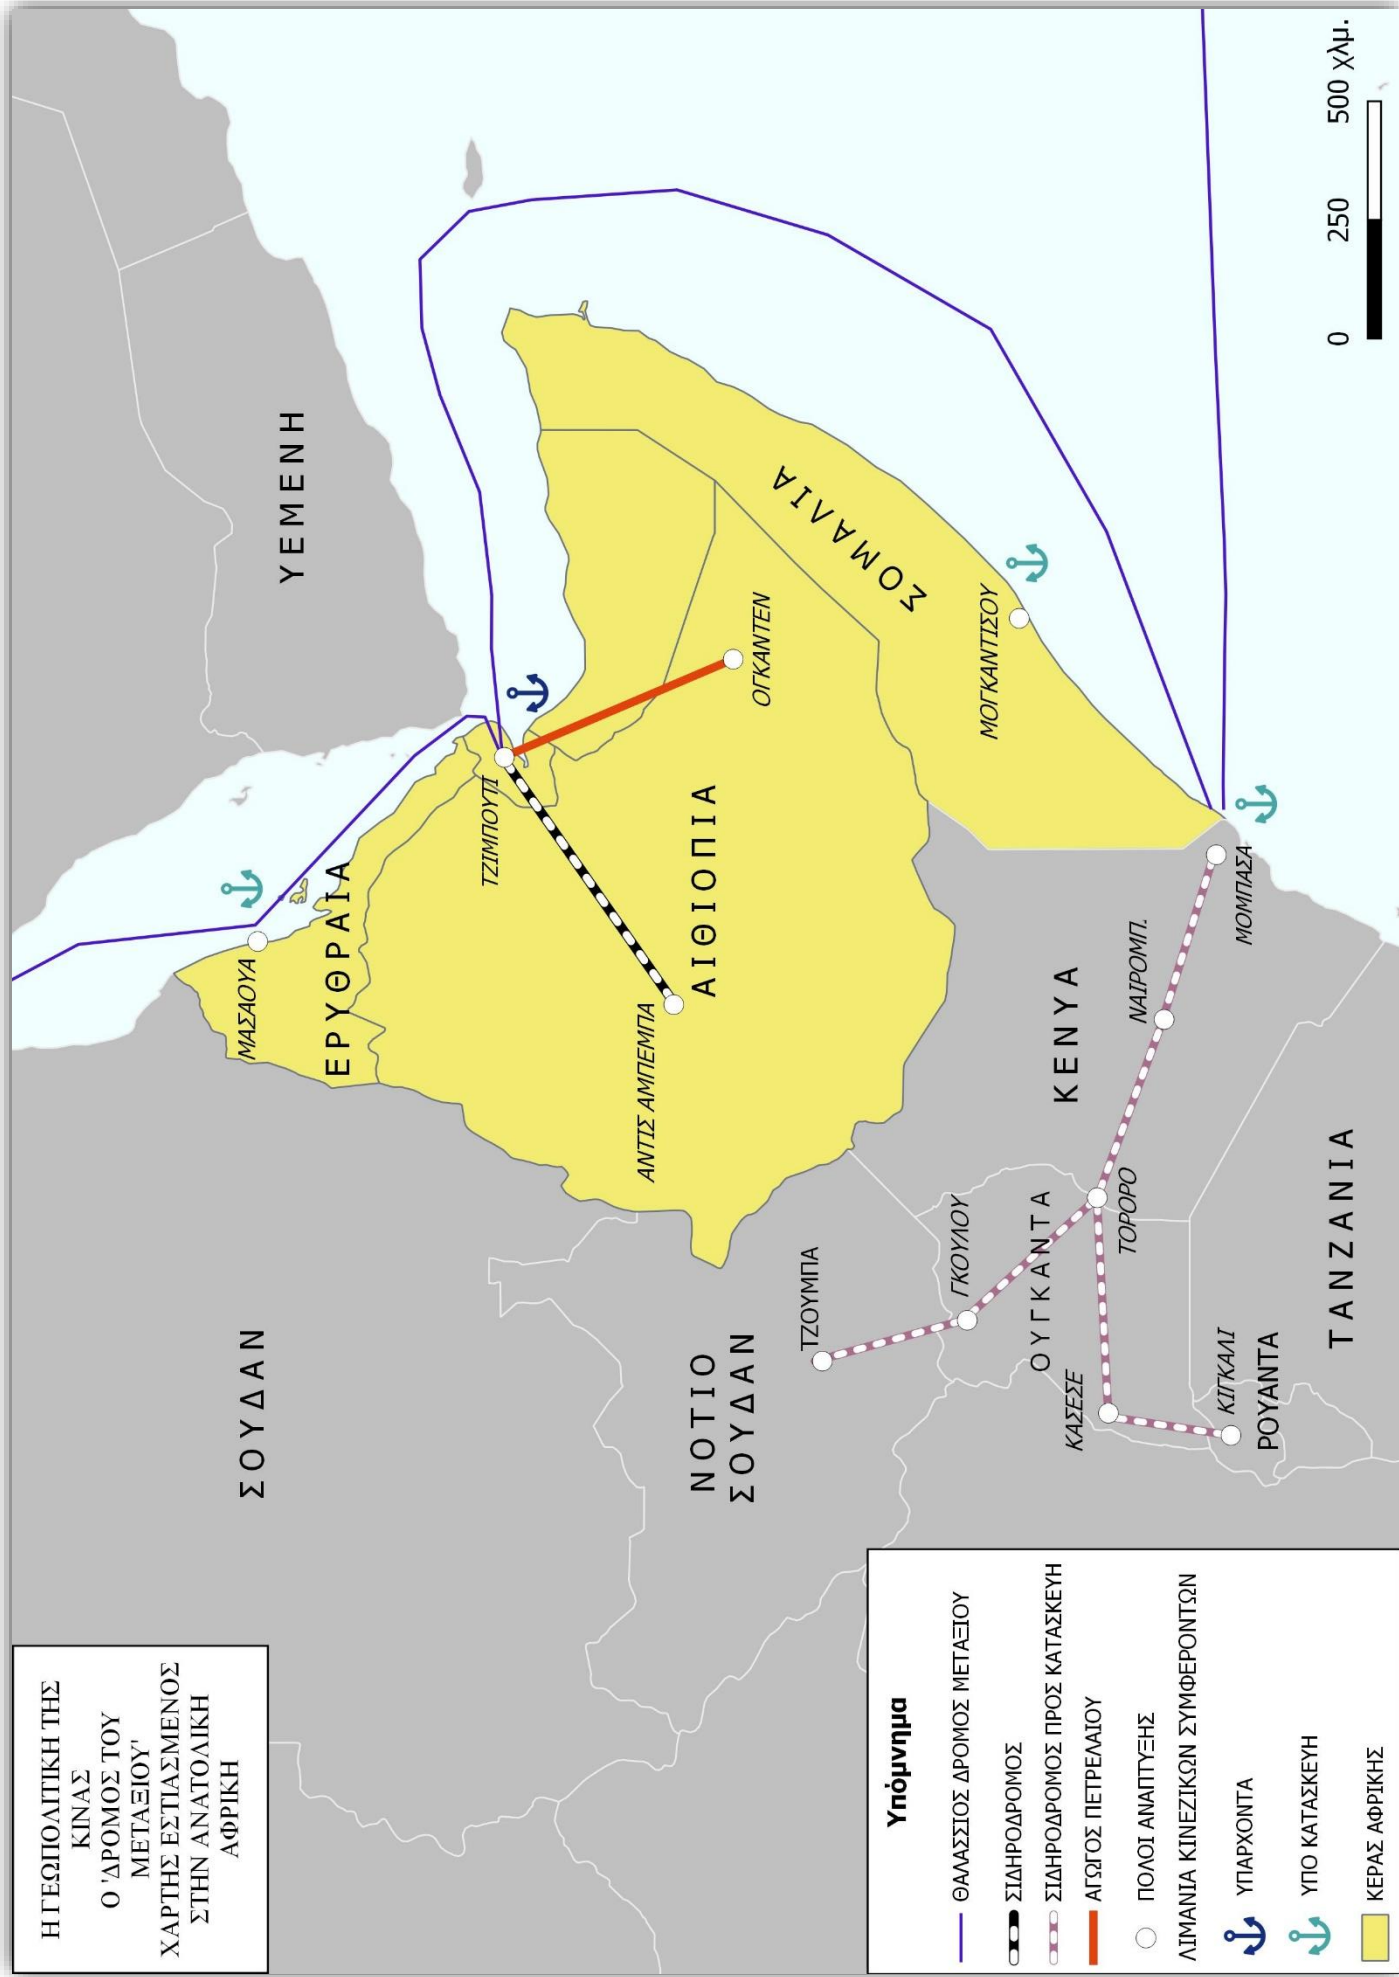 Η ΓΕΩΠΟΛΙΤΙΚΗ ΤΗΣ
ΚΙΝΑΣ
Ο 'ΔΡΟΜΟΣ ΤΟΥ
ΜΕΤΑΞΙΟΥ'
ΧΑΡΤΗΣ ΕΣΤΙΑΣΜΕΝΟΣ
ΣΤΗΝ ΑΝΑΤΟΛΙΚΗ
ΑΦΡΙΚΗ
ΣΟΥΔΑΝ
ΜΑΣΑΟΥΑ
ΕΡΥΘΡΑΙΑ
ΥΕΜΕΝΗ
ΤΖΙΜΠΟΥΤΙ
ΑΝΤΙΣ ΑΜΠΕΜΠΑ
ΑΙΘΙΟΠΙΑ
ΟΓΚΑΝΤΕΝ
ΣΟΜΑΛΙΑ
ΝΟΤΙΟ
ΣΟΥΔΑΝ
ΤΖΟΥΜΠΑ
ΓΚΟΥΛΟΥ
ΟΥΓΚΑΝΤΑ
ΚΕΝΥΑ
ΜΟΓΚΑΝΤΙΣΟΥ
ΚΑΣΕΣΕ
ΤΟΡΟΡΟ
ΝΑΙΡΟΜΠ.
ΜΟΜΠΑΣΑ
ΚΙΓΚΑΛΙ
ΡΟΥΑΝΤΑ
ΤΑΝΖΑΝΙΑ
0 250 500 χλμ.
Υπόμνημα
ΘΑΛΑΣΣΙΟΣ ΔΡΟΜΟΣ ΜΕΤΑΞΙΟΥ
ΣΙΔΗΡΟΔΡΟΜΟΣ
ΣΙΔΗΡΟΔΡΟΜΟΣ ΠΡΟΣ ΚΑΤΑΣΚΕΥΗ
ΑΓΩΓΟΣ ΠΕΤΡΕΛΑΙΟΥ
ΠΟΛΟΙ ΑΝΑΠΤΥΞΗΣ
ΛΙΜΑΝΙΑ ΚΙΝΕΖΙΚΩΝ ΣΥΜΦΕΡΟΝΤΩΝ
ΥΠΑΡΧΟΝΤΑ
ΥΠΟ ΚΑΤΑΣΚΕΥΗ
ΚΕΡΑΣ ΑΦΡΙΚΗΣ